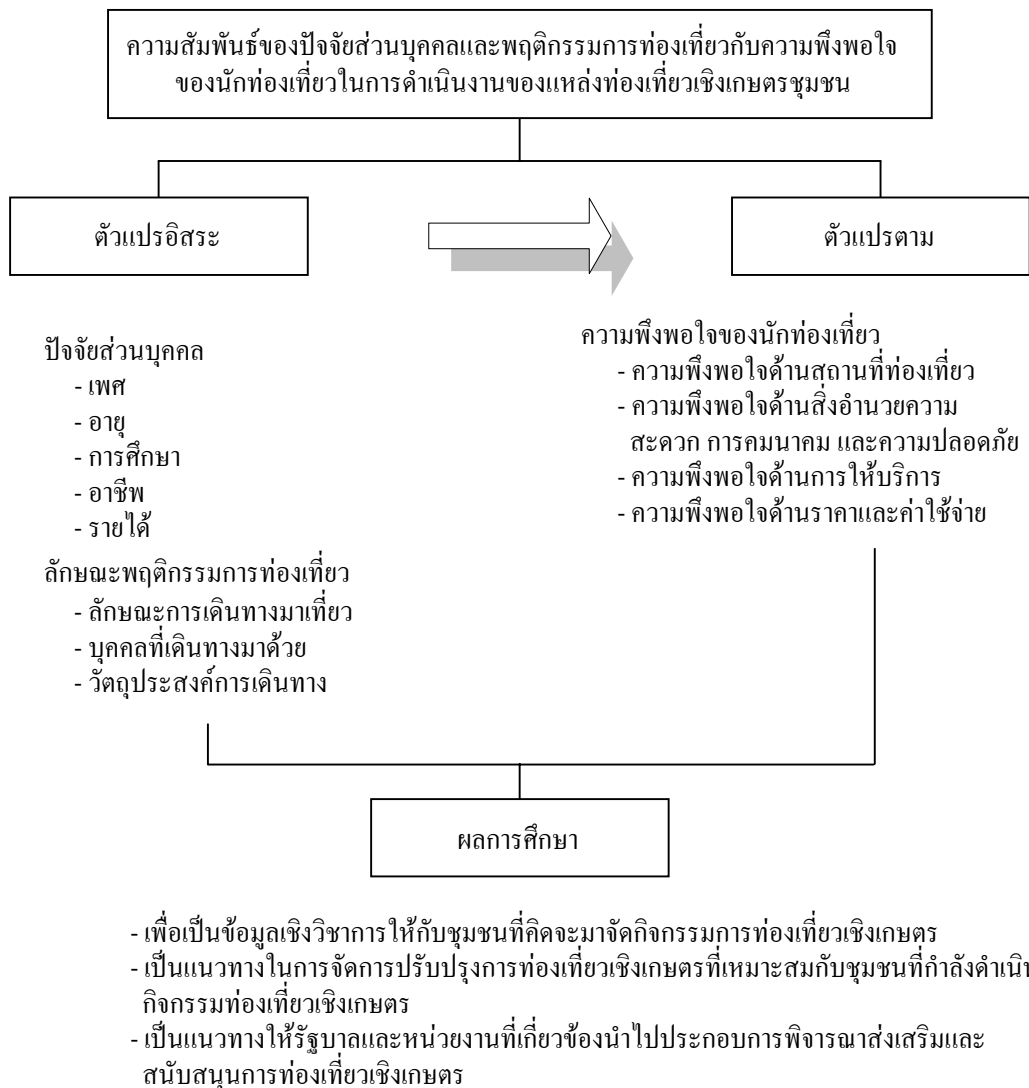 ความสัมพันธ์ของปัจจัยส่วนบุคคลและพฤติกรรมการท่องเที่ยวกับความพึงพอใจ
ของนักท่องเที่ยวในการดำเนินงานของแหล่งท่องเที่ยวเชิงเกษตรชุมชน
ตัวแปรอิสระ
ตัวแปรตาม
ปัจจัยส่วนบุคคล
- เพศ
- อายุ
- การศึกษา
- อาชีพ
- รายได้
ลักษณะพฤติกรรมการท่องเที่ยว
- ลักษณะการเดินทางมาเที่ยว
- บุคคลที่เดินทางมาด้วย
- วัตถุประสงค์การเดินทาง
ความพึงพอใจของนักท่องเที่ยว
- ความพึงพอใจด้านสถานที่ท่องเที่ยว
- ความพึงพอใจด้านสิ่งอำนวยความ
สะดวก การคมนาคม และความปลอดภัย
- ความพึงพอใจด้านการให้บริการ
- ความพึงพอใจด้านราคาและค่าใช้จ่าย
ผลการศึกษา
- เพื่อเป็นข้อมูลเชิงวิชาการให้กับชุมชนที่คิดจะมาจัดกิจกรรมการท่องเที่ยวเชิงเกษตร
- เป็นแนวทางในการจัดการปรับปรุงการท่องเที่ยวเชิงเกษตรที่เหมาะสมกับชุมชนที่กำลังดำเนิน
กิจกรรมท่องเที่ยวเชิงเกษตร
- เป็นแนวทางให้รัฐบาลและหน่วยงานที่เกี่ยวข้องนำไปประกอบการพิจารณาส่งเสริมและ
สนับสนุนการท่องเที่ยวเชิงเกษตร